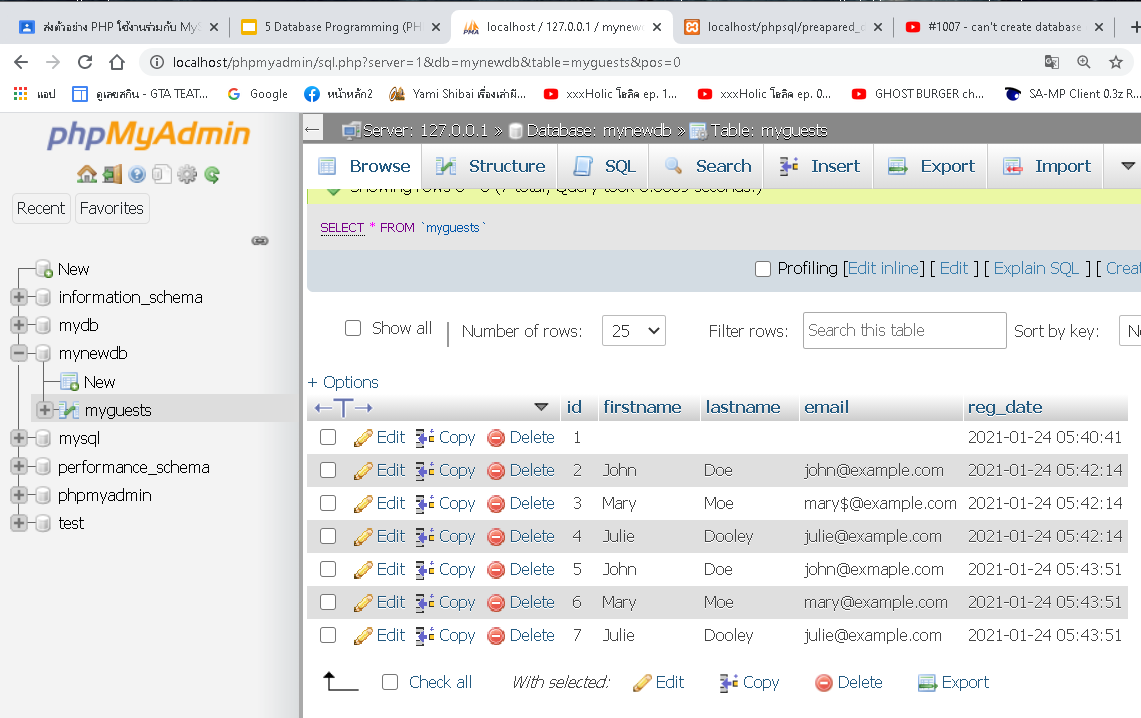 ส่งตัวอย่าง PHP ใช้งานร่วมกับ MyS
5 Database Programming (PH
localhost / 127.0.0.1 / mynewd
localhost/phpsql/preapared_c
#1007 - can't create database
localhost/phpmyadmin/sql.php?server=1&db=mynewdb&table=myguests&pos=0
แอป
ดูเลขสกิน - GTA TEAT...
Google
หน้าหลัก2
Yami Shibai เรื่องเล่าผี...
xxxHolic โฮลิค ep. 1...
xxxHolic โฮลิค ep. 0...
GHOST BURGER ch...
SA-MP Client 0.3z R...
phpMyAdmin
Recent
Favorites
New
information_schema
mydb
mynewdb
New
myguests
mysql
performance_schema
phpmyadmin
test
Server: 127.0.0.1 » Database: mynewdb » Table: myguests
Browse
Structure
SQL
Search
Insert
Export
Import
SELECT * FROM `myguests`
Profiling [Edit inline] [ Edit ] [ Explain SQL ] [ Creat
Show all
Number of rows: 25
Filter rows: Search this table
Sort by key:
+ Options
id firstname lastname email reg_date
Edit Copy Delete 1 2021-01-24 05:40:41
Edit Copy Delete 2 John Doe john@example.com 2021-01-24 05:42:14
Edit Copy Delete 3 Mary Moe mary$@example.com 2021-01-24 05:42:14
Edit Copy Delete 4 Julie Dooley julie@example.com 2021-01-24 05:42:14
Edit Copy Delete 5 John Doe john@exmaple.com 2021-01-24 05:43:51
Edit Copy Delete 6 Mary Moe mary@example.com 2021-01-24 05:43:51
Edit Copy Delete 7 Julie Dooley julie@example.com 2021-01-24 05:43:51
Check all
With selected:
Edit
Copy
Delete
Export